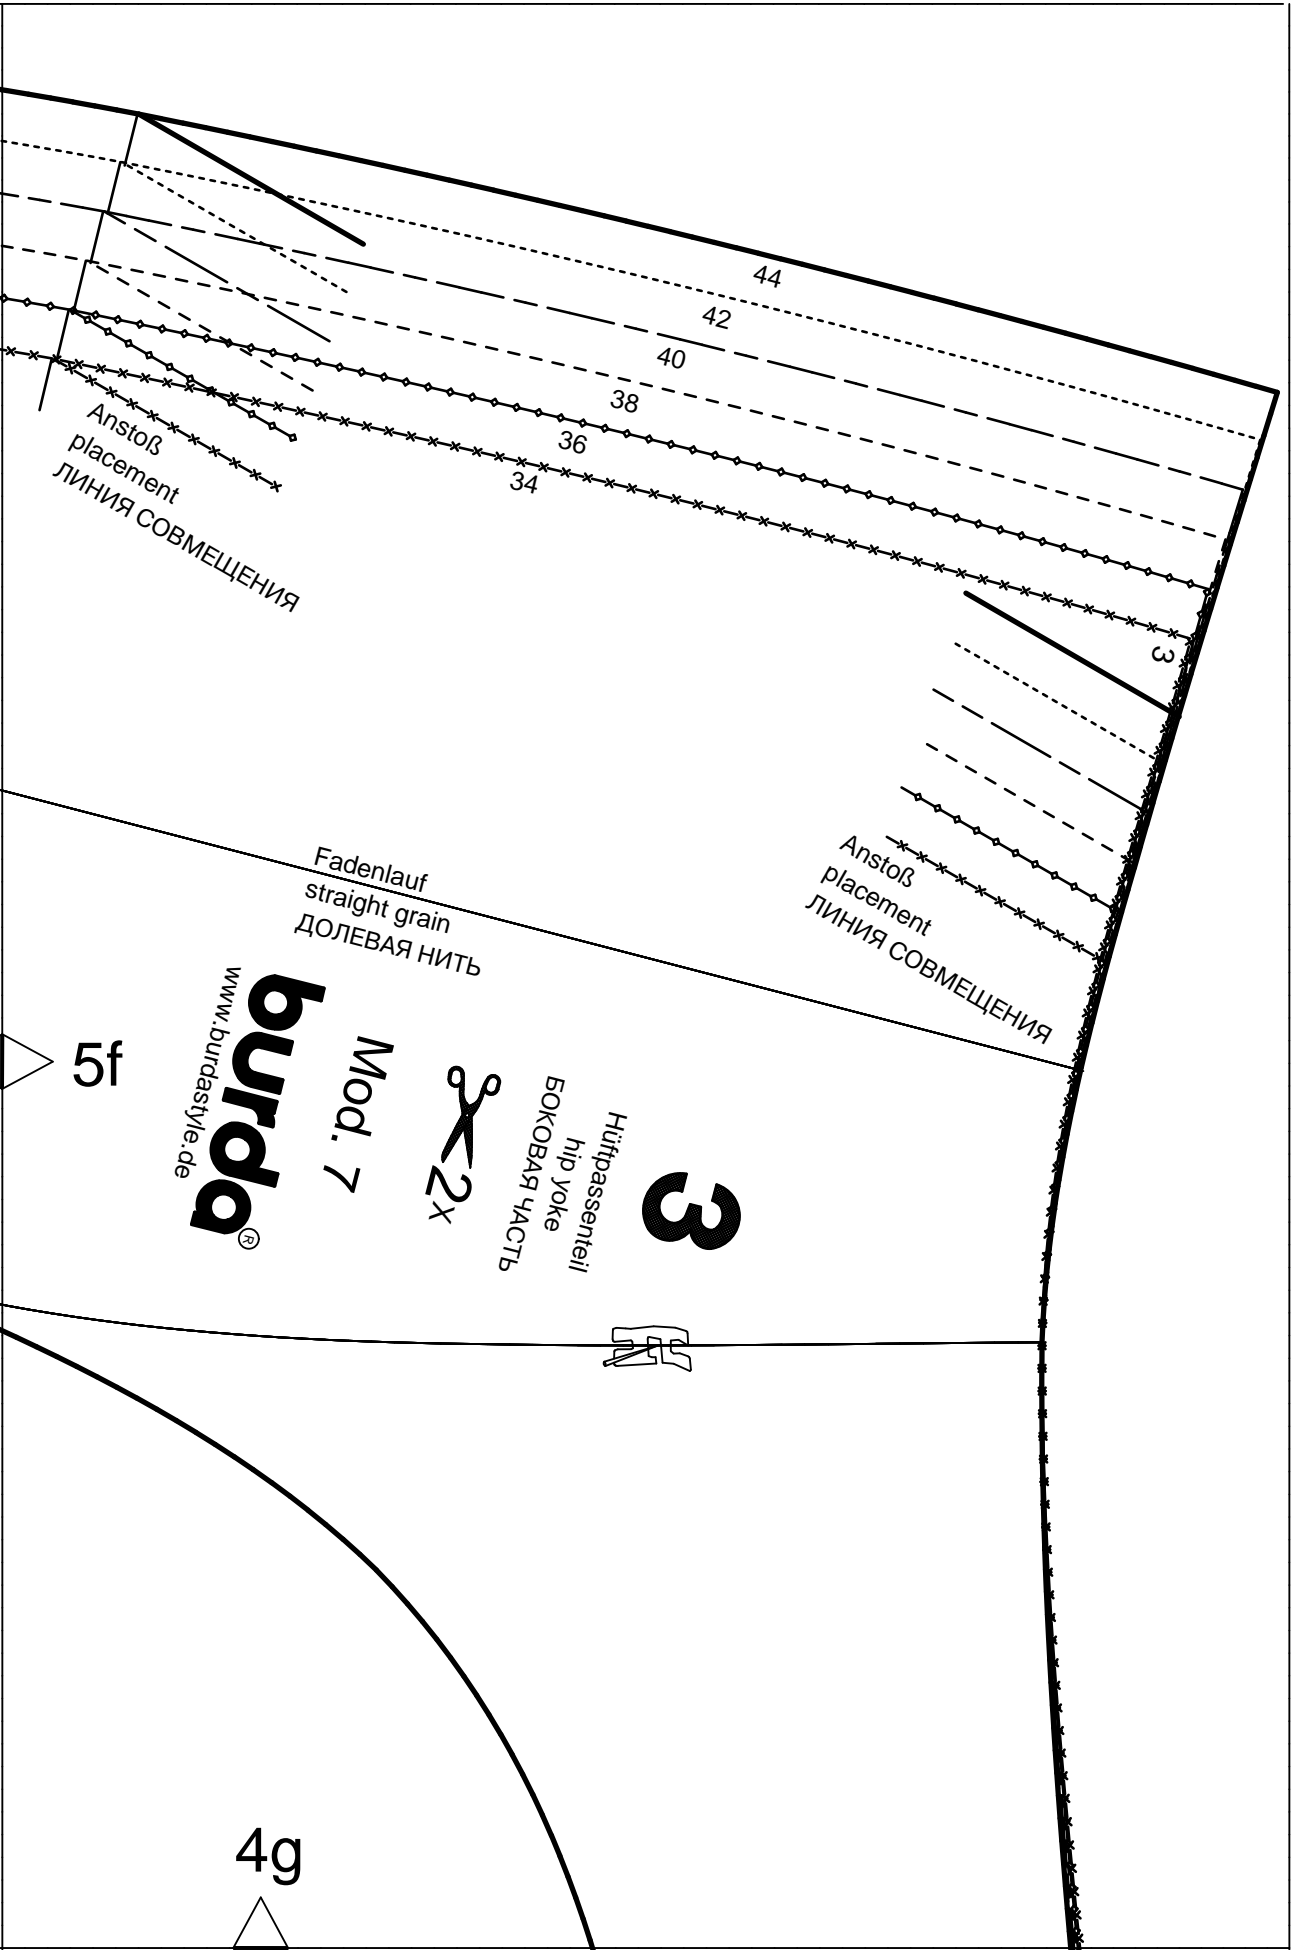 44
42
40
38
36
34
Anstoß
placement
ЛИНИЯ СОВМЕЩЕНИЯ
3
Anstoß
placement
ЛИНИЯ СОВМЕЩЕНИЯ
Fadenlauf
straight grain
ДОЛЕВАЯ НИТЬ
5f
3
Hüftpassenteil
hip yoke
БОКОВАЯ ЧАСТЬ
2x
Mod. 7
burda®
www.burdastyle.de
4g